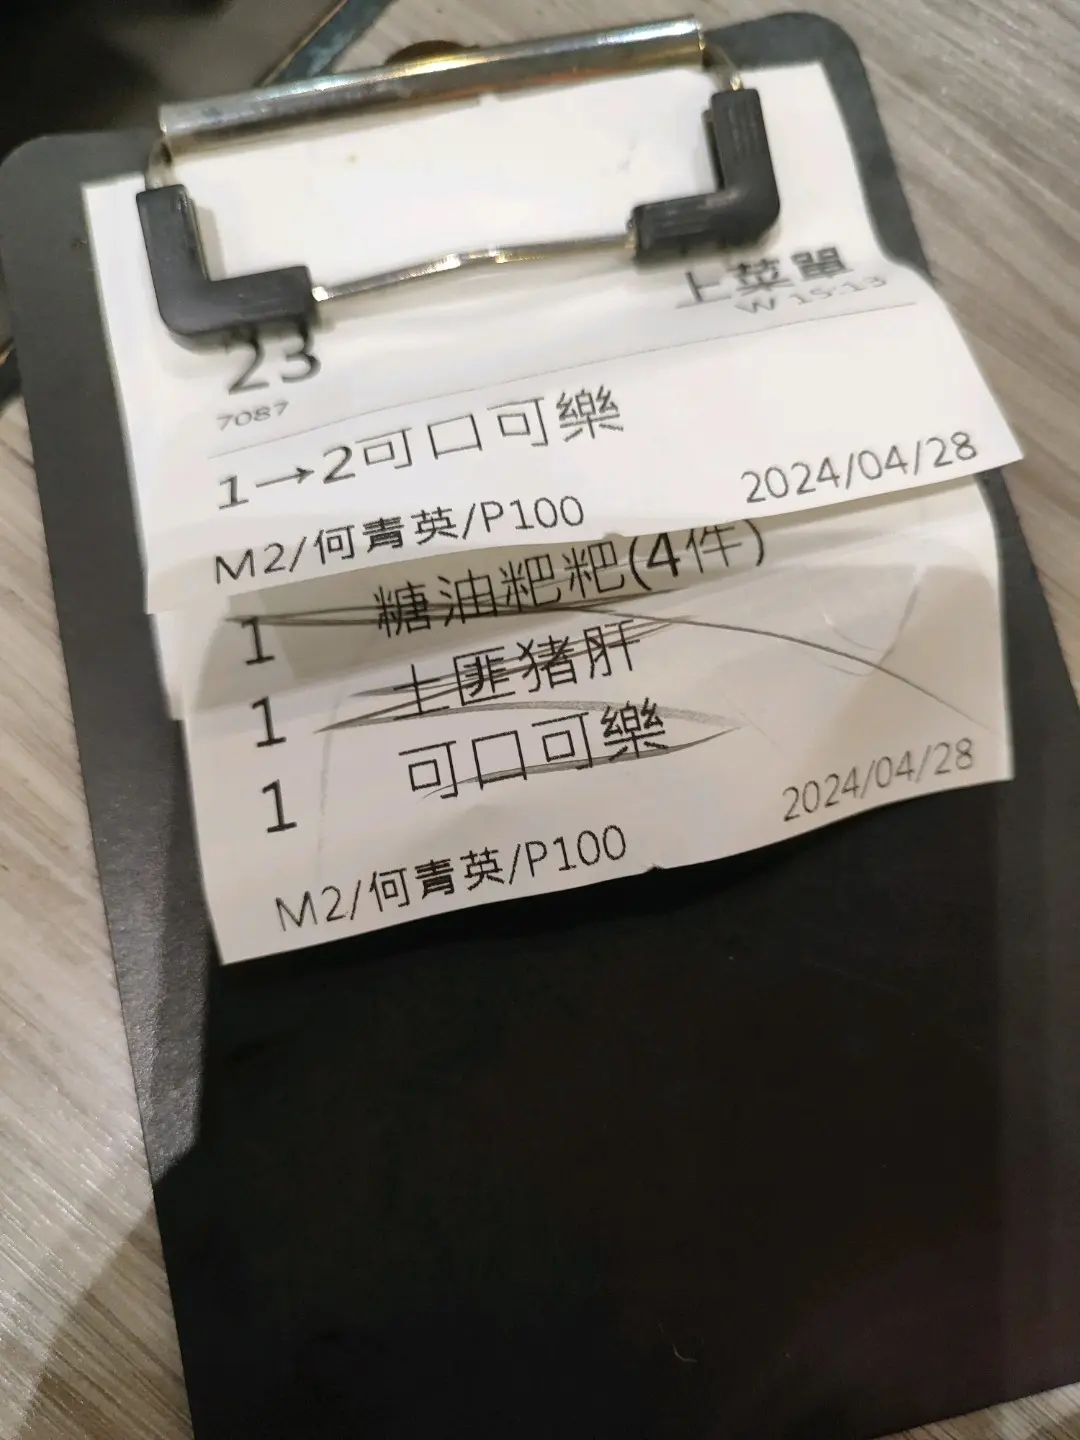 上菜單
W 15:13
23
7087
1→2可口可樂
M2/何青英/P100 2024/04/28
1 糖油粑粑(4件)
1 土匪猪肝
1 可口可樂
M2/何青英/P100 2024/04/28